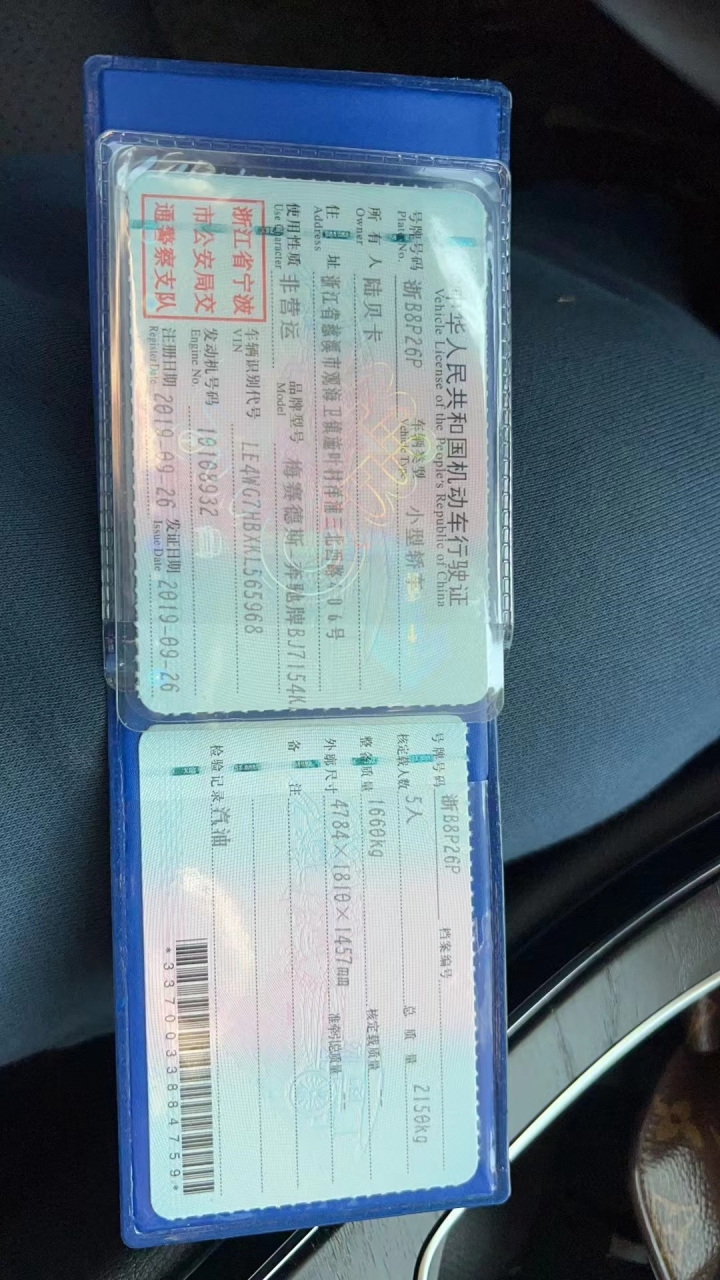 中华人民共和国机动车行驶证
Vehicle License of the People's Republic of China
号牌号码 浙B8P26P 车辆类型 小型轿车
Plate No. Vehicle Type
所有人 陆贝卡
Owner
住址 浙江省慈溪市观海卫镇
Address
使用性质 非营运 品牌型号 梅赛德斯 奔驰牌BJ7154
Use Character Model
浙江省宁波
市公安局交
通警察支队
车辆识别代号 LE4WG7HBXKL565968
VIN
发动机号码 10108932
Engine No.
注册日期 2019-09-26 发证日期 2019-09-26
Register Date Issue Date
号牌号码 浙B8P26P 档案编号
核定载人数 5人 总质量 2150kg
整备质量 1660kg 核定载质量 --
外廓尺寸 4784×1810×1457mm 准牵引总质量 --
备注
检验记录 汽油
*3370033884759*